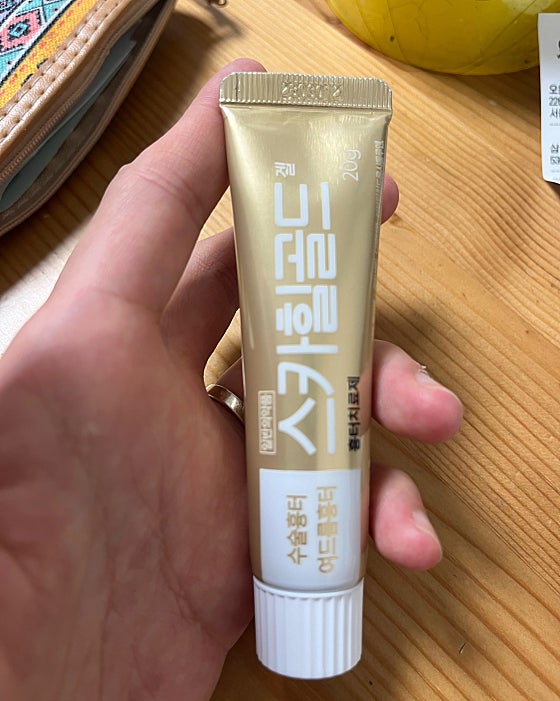 일반의약품
스카힐골드 겔
흉터치료제
20g
수술흉터
여드름흉터